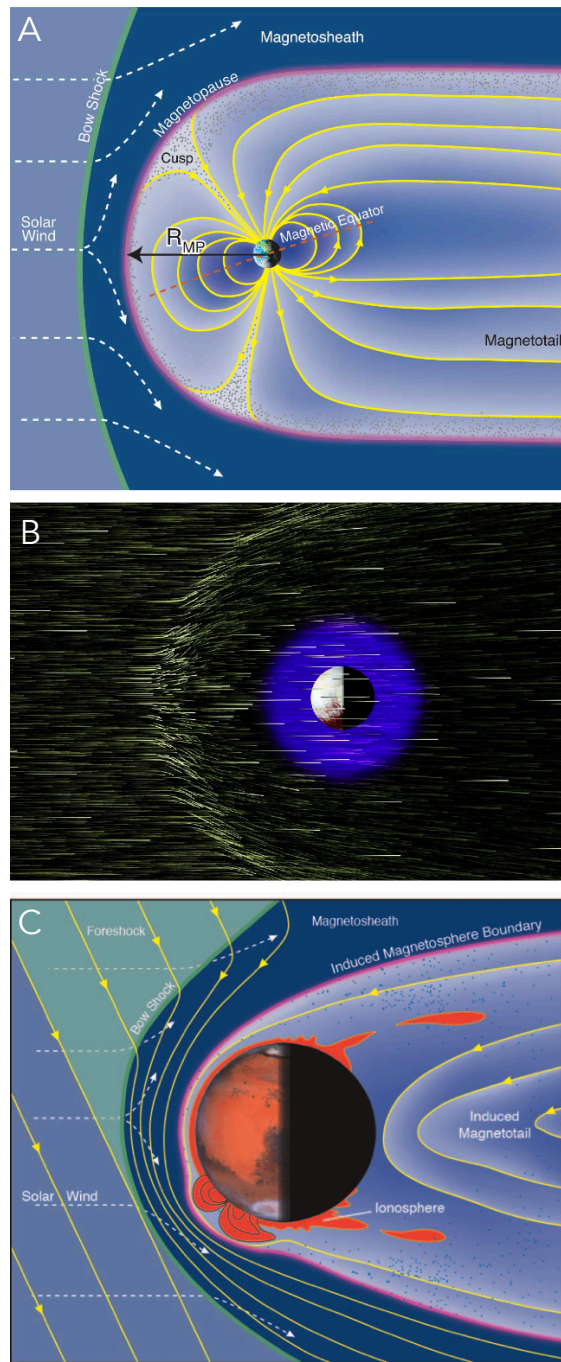 A
Magnetosheath
Bow Shock
Magnetopause
Cusp
Solar
Wind
R_MP
Magnetic Equator
Magnetotail
B
C
Foreshock
Magnetosheath
Induced Magnetosphere Boundary
Bow Shock
Induced
Magnetotail
Solar Wind
Ionosphere